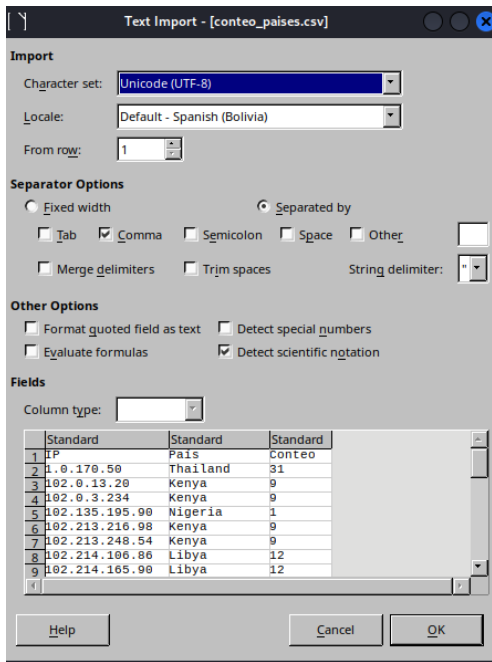 Text Import - [conteo_paises.csv]
Import
Character set: Unicode (UTF-8)
Locale: Default - Spanish (Bolivia)
From row: 1
Separator Options
Fixed width Separated by
Tab Comma Semicolon Space Other
Merge delimiters Trim spaces String delimiter: "
Other Options
Format quoted field as text Detect special numbers
Evaluate formulas Detect scientific notation
Fields
Column type:
Standard Standard Standard
1 IP País Conteo
2 1.0.170.50 Thailand 31
3 102.0.13.20 Kenya 9
4 102.0.3.234 Kenya 9
5 102.135.195.90 Nigeria 1
6 102.213.216.98 Kenya 9
7 102.213.248.54 Kenya 9
8 102.214.106.86 Libya 12
9 102.214.165.90 Libya 12
Help Cancel OK